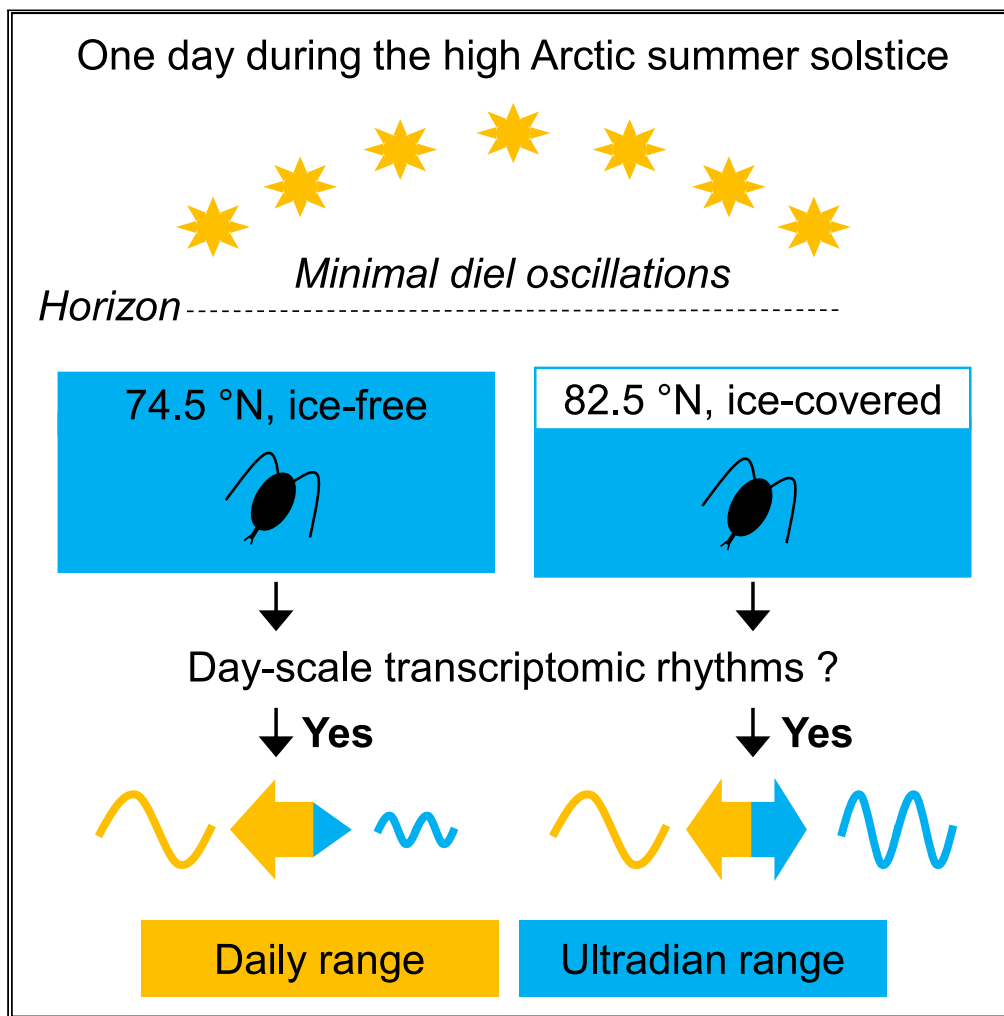 One day during the high Arctic summer solstice
Minimal diel oscillations
Horizon
74.5 °N, ice-free
82.5 °N, ice-covered
Day-scale transcriptomic rhythms ?
Yes
Yes
Daily range
Ultradian range